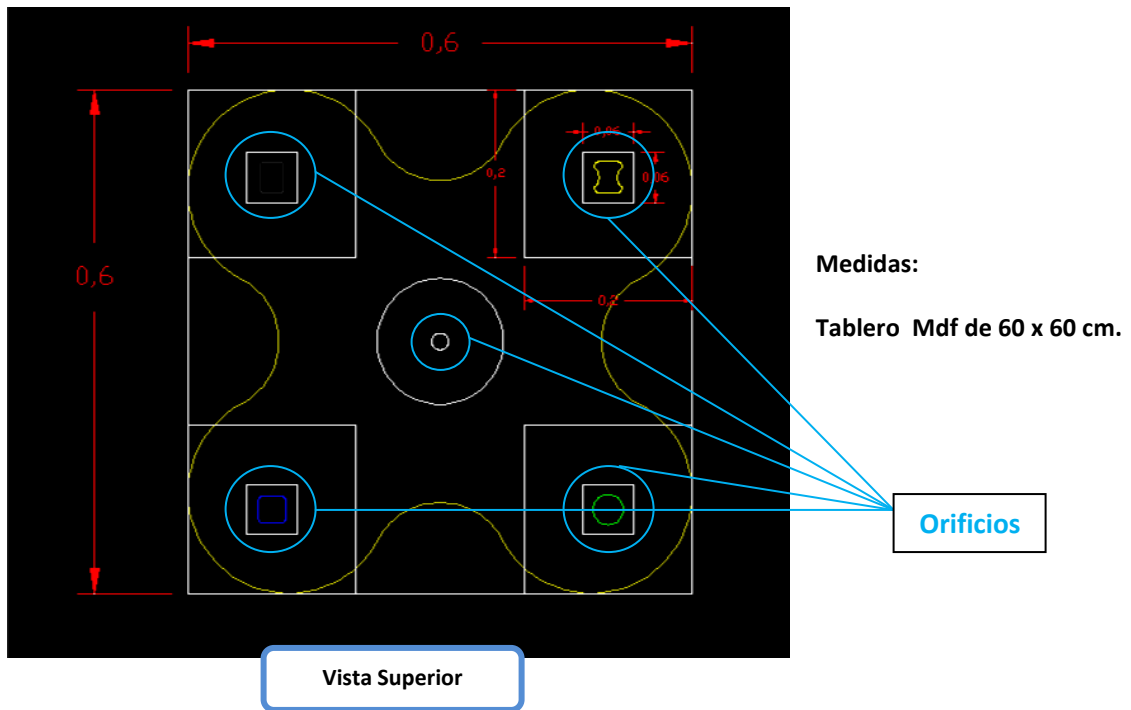 0,6
0,06
0,2
0,06
0,6
0,2
Medidas:
Tablero Mdf de 60 x 60 cm.
Orificios
Vista Superior